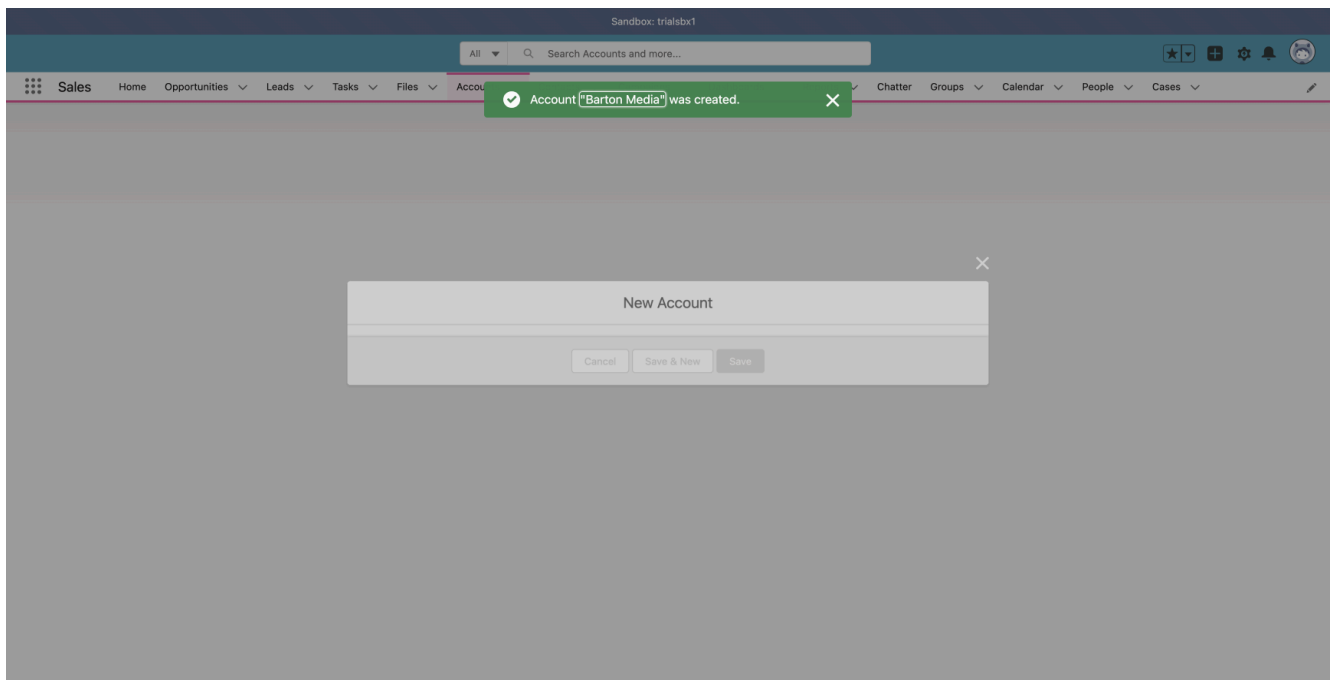 Sandbox: trialsbx1
All Search Accounts and more...
Sales Home Opportunities Leads Tasks Files Accou Chatter Groups Calendar People Cases
Account "Barton Media" was created.
New Account
Cancel Save & New Save